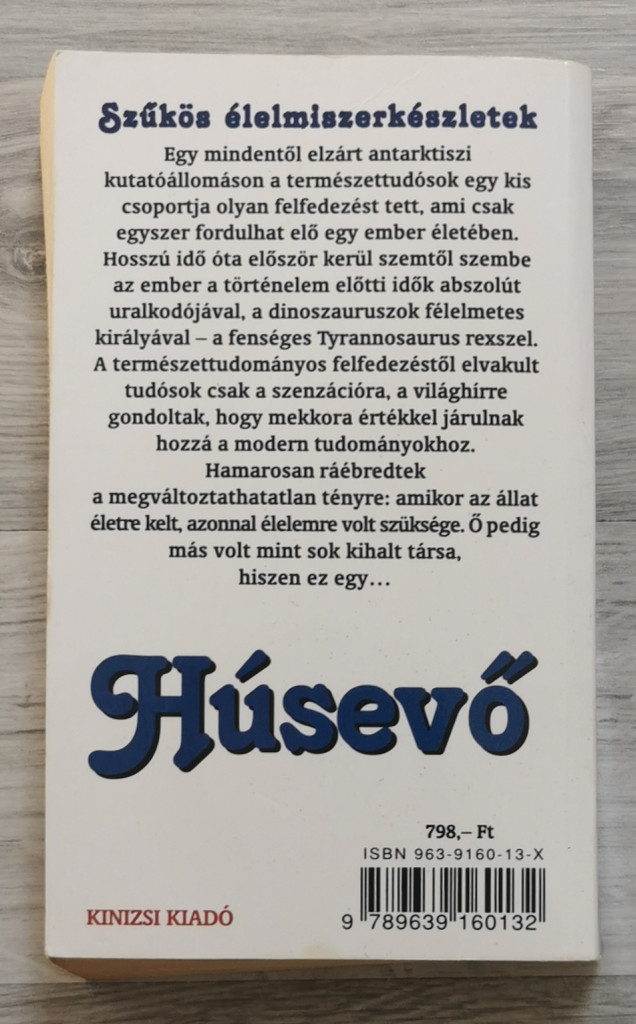 Szűkös élelmiszerkészletek
Egy mindentől elzárt antarktiszi
kutatóállomáson a természettudósok egy kis
csoportja olyan felfedezést tett, ami csak
egyszer fordulhat elő egy ember életében.
Hosszú idő óta először kerül szemtől szembe
az ember a történelem előtti idők abszolút
uralkodójával, a dinoszauruszok félelmetes
királyával – a fenséges Tyrannosaurus rexszel.
A természettudományos felfedezéstől elvakult
tudósok csak a szenzációra, a világhírre
gondoltak, hogy mekkora értékkel járulnak
hozzá a modern tudományokhoz.
Hamarosan ráébredtek
a megváltoztathatatlan tényre: amikor az állat
életre kelt, azonnal élelemre volt szüksége. Ő pedig
más volt mint sok kihalt társa,
hiszen ez egy...
Húsevő
798,– Ft
ISBN 963-9160-13-X
9 789639 160132
KINIZSI KIADÓ